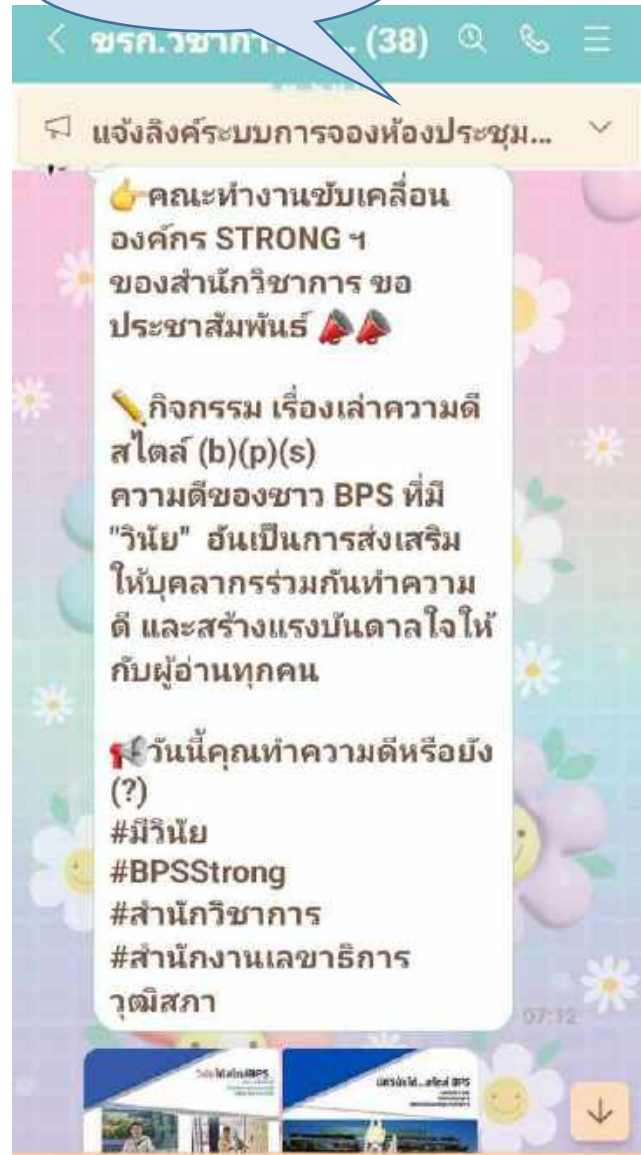 ขรก.วิชาการ... (38)
แจ้งลิงค์ระบบการจองห้องประชุม...
👉คณะทำงานขับเคลื่อน
องค์กร STRONG ฯ
ของสำนักวิชาการ ขอ
ประชาสัมพันธ์ 📣📣
✏️กิจกรรม เรื่องเล่าความดี
สไตล์ (b)(p)(s)
ความดีของชาว BPS ที่มี
"วินัย" อันเป็นการส่งเสริม
ให้บุคลากรร่วมกันทำความ
ดี และสร้างแรงบันดาลใจให้
กับผู้อ่านทุกคน
📢วันนี้คุณทำความดีหรือยัง
(?)
#มีวินัย
#BPSStrong
#สำนักวิชาการ
#สำนักงานเลขาธิการ
วุฒิสภา
07:12